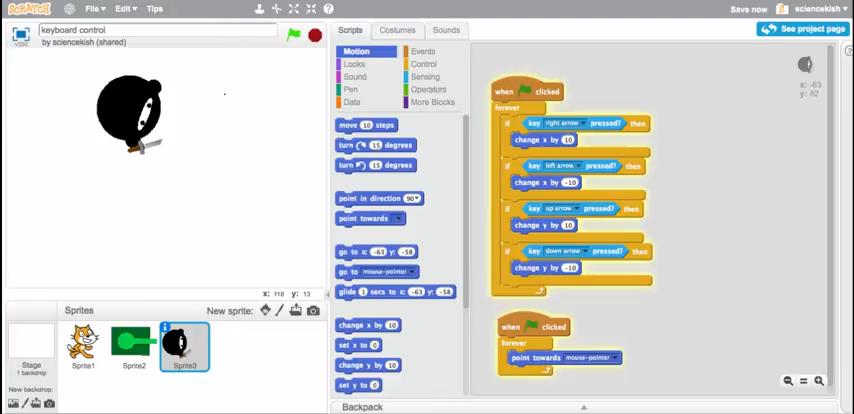 SCRATCH File Edit Tips Save now sciencekish
keyboard control
by sciencekish (shared)
v390
See project page
Scripts Costumes Sounds
Motion Events
Looks Control
Sound Sensing
Pen Operators
Data More Blocks
move 10 steps
turn 15 degrees
turn 15 degrees
point in direction 90
point towards
go to x: -63 y: -58
go to mouse-pointer
glide 1 secs to x: -63 y: -58
change x by 10
set x to 0
change y by 10
set y to 0
when clicked
forever
if key right arrow pressed? then
change x by 10
if key left arrow pressed? then
change x by -10
if key up arrow pressed? then
change y by 10
if key down arrow pressed? then
change y by -10
when clicked
forever
point towards mouse-pointer
x: -63
y: 62
x: 118 y: 13
Sprites New sprite:
Stage
1 backdrop
New backdrop:
Sprite1 Sprite2 Sprite3
Backpack